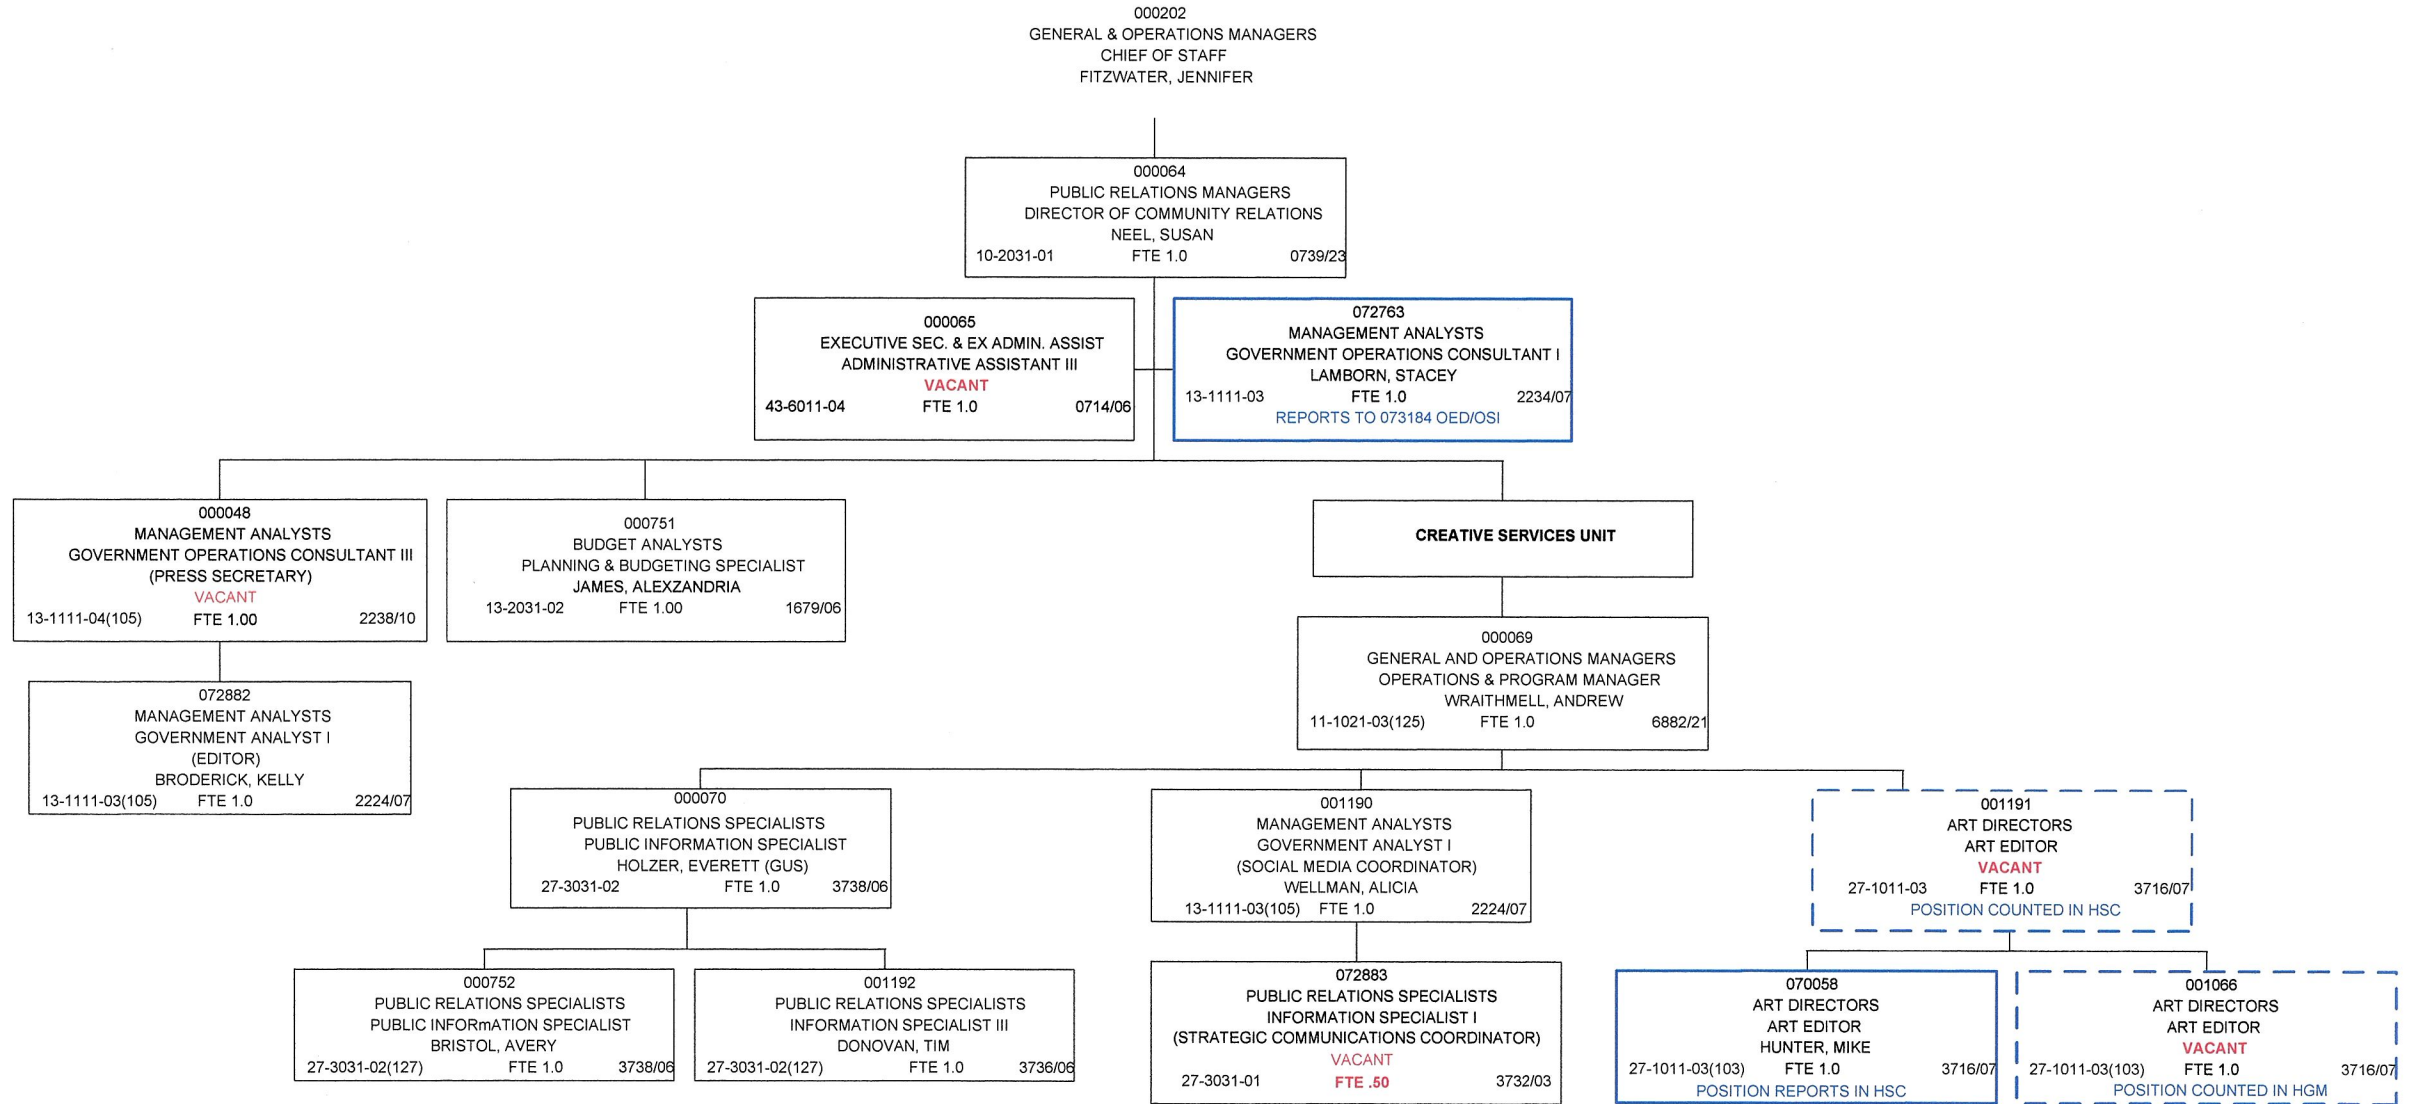 000202
GENERAL & OPERATIONS MANAGERS
CHIEF OF STAFF
FITZWATER, JENNIFER
000064
PUBLIC RELATIONS MANAGERS
DIRECTOR OF COMMUNITY RELATIONS
NEEL, SUSAN
10-2031-01 FTE 1.0 0739/23
000065
EXECUTIVE SEC. & EX ADMIN. ASSIST
ADMINISTRATIVE ASSISTANT III
VACANT
43-6011-04 FTE 1.0 0714/06
072763
MANAGEMENT ANALYSTS
GOVERNMENT OPERATIONS CONSULTANT I
LAMBORN, STACEY
13-1111-03 FTE 1.0 2234/07
REPORTS TO 073184 OED/OSI
000048
MANAGEMENT ANALYSTS
GOVERNMENT OPERATIONS CONSULTANT III
(PRESS SECRETARY)
VACANT
13-1111-04(105) FTE 1.00 2238/10
000751
BUDGET ANALYSTS
PLANNING & BUDGETING SPECIALIST
JAMES, ALEXZANDRIA
13-2031-02 FTE 1.00 1679/06
CREATIVE SERVICES UNIT
000069
GENERAL AND OPERATIONS MANAGERS
OPERATIONS & PROGRAM MANAGER
WRAITHMELL, ANDREW
11-1021-03(125) FTE 1.0 6882/21
072882
MANAGEMENT ANALYSTS
GOVERNMENT ANALYST I
(EDITOR)
BRODERICK, KELLY
13-1111-03(105) FTE 1.0 2224/07
000070
PUBLIC RELATIONS SPECIALISTS
PUBLIC INFORMATION SPECIALIST
HOLZER, EVERETT (GUS)
27-3031-02 FTE 1.0 3738/06
001190
MANAGEMENT ANALYSTS
GOVERNMENT ANALYST I
(SOCIAL MEDIA COORDINATOR)
WELLMAN, ALICIA
13-1111-03(105) FTE 1.0 2224/07
001191
ART DIRECTORS
ART EDITOR
VACANT
27-1011-03 FTE 1.0 3716/07
POSITION COUNTED IN HSC
000752
PUBLIC RELATIONS SPECIALISTS
PUBLIC INFORmATION SPECIALIST
BRISTOL, AVERY
27-3031-02(127) FTE 1.0 3738/06
001192
PUBLIC RELATIONS SPECIALISTS
INFORMATION SPECIALIST III
DONOVAN, TIM
27-3031-02(127) FTE 1.0 3736/06
072883
PUBLIC RELATIONS SPECIALISTS
INFORMATION SPECIALIST I
(STRATEGIC COMMUNICATIONS COORDINATOR)
VACANT
27-3031-01 FTE .50 3732/03
070058
ART DIRECTORS
ART EDITOR
HUNTER, MIKE
27-1011-03(103) FTE 1.0 3716/07
POSITION REPORTS IN HSC
001066
ART DIRECTORS
ART EDITOR
VACANT
27-1011-03(103) FTE 1.0 3716/07
POSITION COUNTED IN HGM